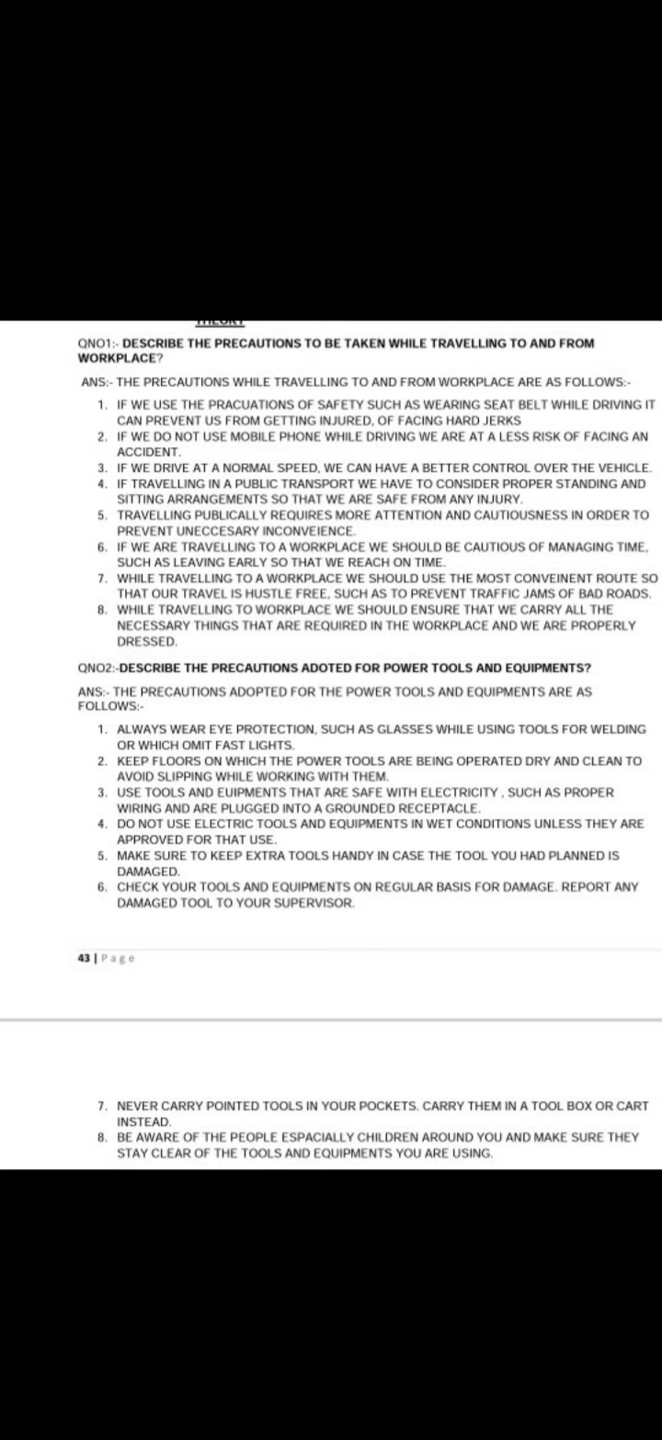 THEORY
QNO1:- DESCRIBE THE PRECAUTIONS TO BE TAKEN WHILE TRAVELLING TO AND FROM
WORKPLACE?
ANS:- THE PRECAUTIONS WHILE TRAVELLING TO AND FROM WORKPLACE ARE AS FOLLOWS:-
1. IF WE USE THE PRACUATIONS OF SAFETY SUCH AS WEARING SEAT BELT WHILE DRIVING IT
CAN PREVENT US FROM GETTING INJURED, OF FACING HARD JERKS
2. IF WE DO NOT USE MOBILE PHONE WHILE DRIVING WE ARE AT A LESS RISK OF FACING AN
ACCIDENT.
3. IF WE DRIVE AT A NORMAL SPEED, WE CAN HAVE A BETTER CONTROL OVER THE VEHICLE.
4. IF TRAVELLING IN A PUBLIC TRANSPORT WE HAVE TO CONSIDER PROPER STANDING AND
SITTING ARRANGEMENTS SO THAT WE ARE SAFE FROM ANY INJURY.
5. TRAVELLING PUBLICALLY REQUIRES MORE ATTENTION AND CAUTIOUSNESS IN ORDER TO
PREVENT UNECCESARY INCONVEIENCE.
6. IF WE ARE TRAVELLING TO A WORKPLACE WE SHOULD BE CAUTIOUS OF MANAGING TIME,
SUCH AS LEAVING EARLY SO THAT WE REACH ON TIME.
7. WHILE TRAVELLING TO A WORKPLACE WE SHOULD USE THE MOST CONVEINENT ROUTE SO
THAT OUR TRAVEL IS HUSTLE FREE, SUCH AS TO PREVENT TRAFFIC JAMS OF BAD ROADS.
8. WHILE TRAVELLING TO WORKPLACE WE SHOULD ENSURE THAT WE CARRY ALL THE
NECESSARY THINGS THAT ARE REQUIRED IN THE WORKPLACE AND WE ARE PROPERLY
DRESSED.
QNO2:-DESCRIBE THE PRECAUTIONS ADOTED FOR POWER TOOLS AND EQUIPMENTS?
ANS:- THE PRECAUTIONS ADOPTED FOR THE POWER TOOLS AND EQUIPMENTS ARE AS
FOLLOWS:-
1. ALWAYS WEAR EYE PROTECTION, SUCH AS GLASSES WHILE USING TOOLS FOR WELDING
OR WHICH OMIT FAST LIGHTS.
2. KEEP FLOORS ON WHICH THE POWER TOOLS ARE BEING OPERATED DRY AND CLEAN TO
AVOID SLIPPING WHILE WORKING WITH THEM.
3. USE TOOLS AND EUIPMENTS THAT ARE SAFE WITH ELECTRICITY , SUCH AS PROPER
WIRING AND ARE PLUGGED INTO A GROUNDED RECEPTACLE.
4. DO NOT USE ELECTRIC TOOLS AND EQUIPMENTS IN WET CONDITIONS UNLESS THEY ARE
APPROVED FOR THAT USE.
5. MAKE SURE TO KEEP EXTRA TOOLS HANDY IN CASE THE TOOL YOU HAD PLANNED IS
DAMAGED.
6. CHECK YOUR TOOLS AND EQUIPMENTS ON REGULAR BASIS FOR DAMAGE. REPORT ANY
DAMAGED TOOL TO YOUR SUPERVISOR.
43 | Page
7. NEVER CARRY POINTED TOOLS IN YOUR POCKETS. CARRY THEM IN A TOOL BOX OR CART
INSTEAD.
8. BE AWARE OF THE PEOPLE ESPACIALLY CHILDREN AROUND YOU AND MAKE SURE THEY
STAY CLEAR OF THE TOOLS AND EQUIPMENTS YOU ARE USING.